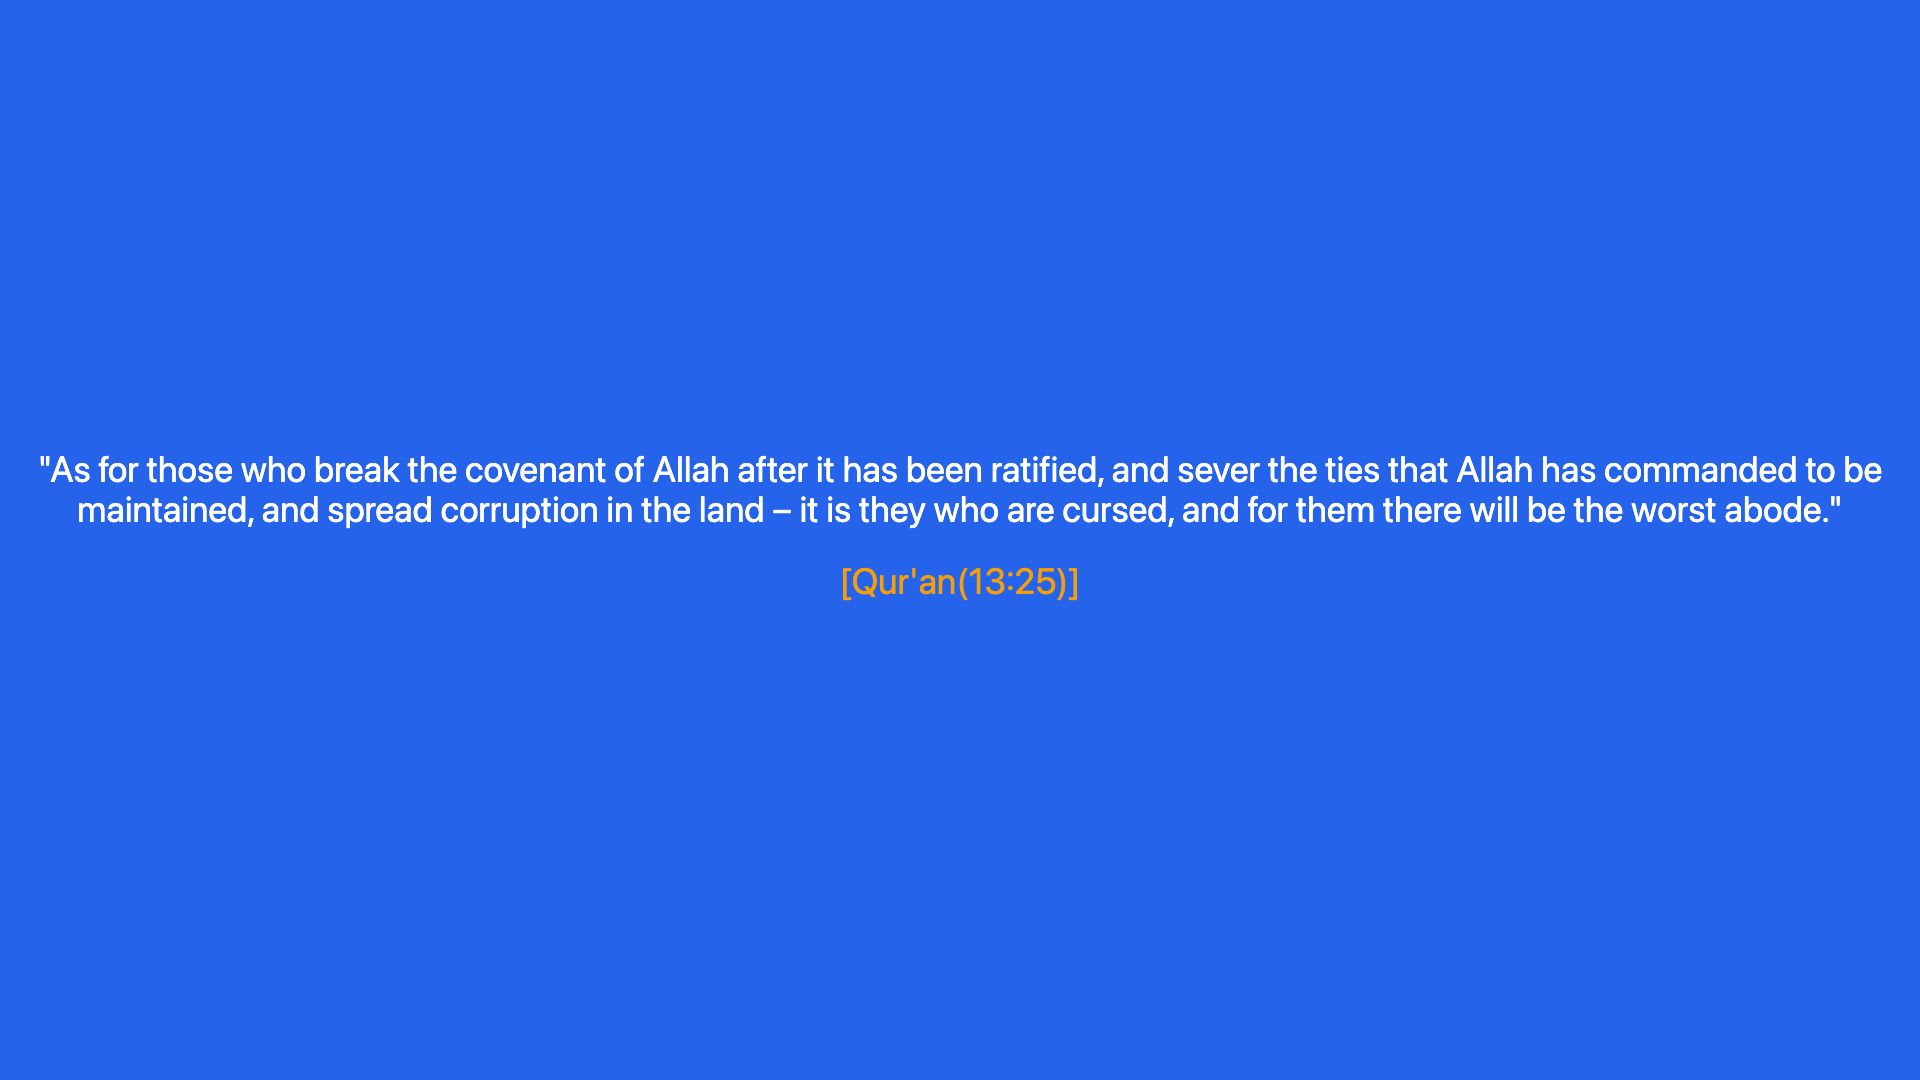 "As for those who break the covenant of Allah after it has been ratified, and sever the ties that Allah has commanded to be
maintained, and spread corruption in the land – it is they who are cursed, and for them there will be the worst abode."
[Qur'an(13:25)]